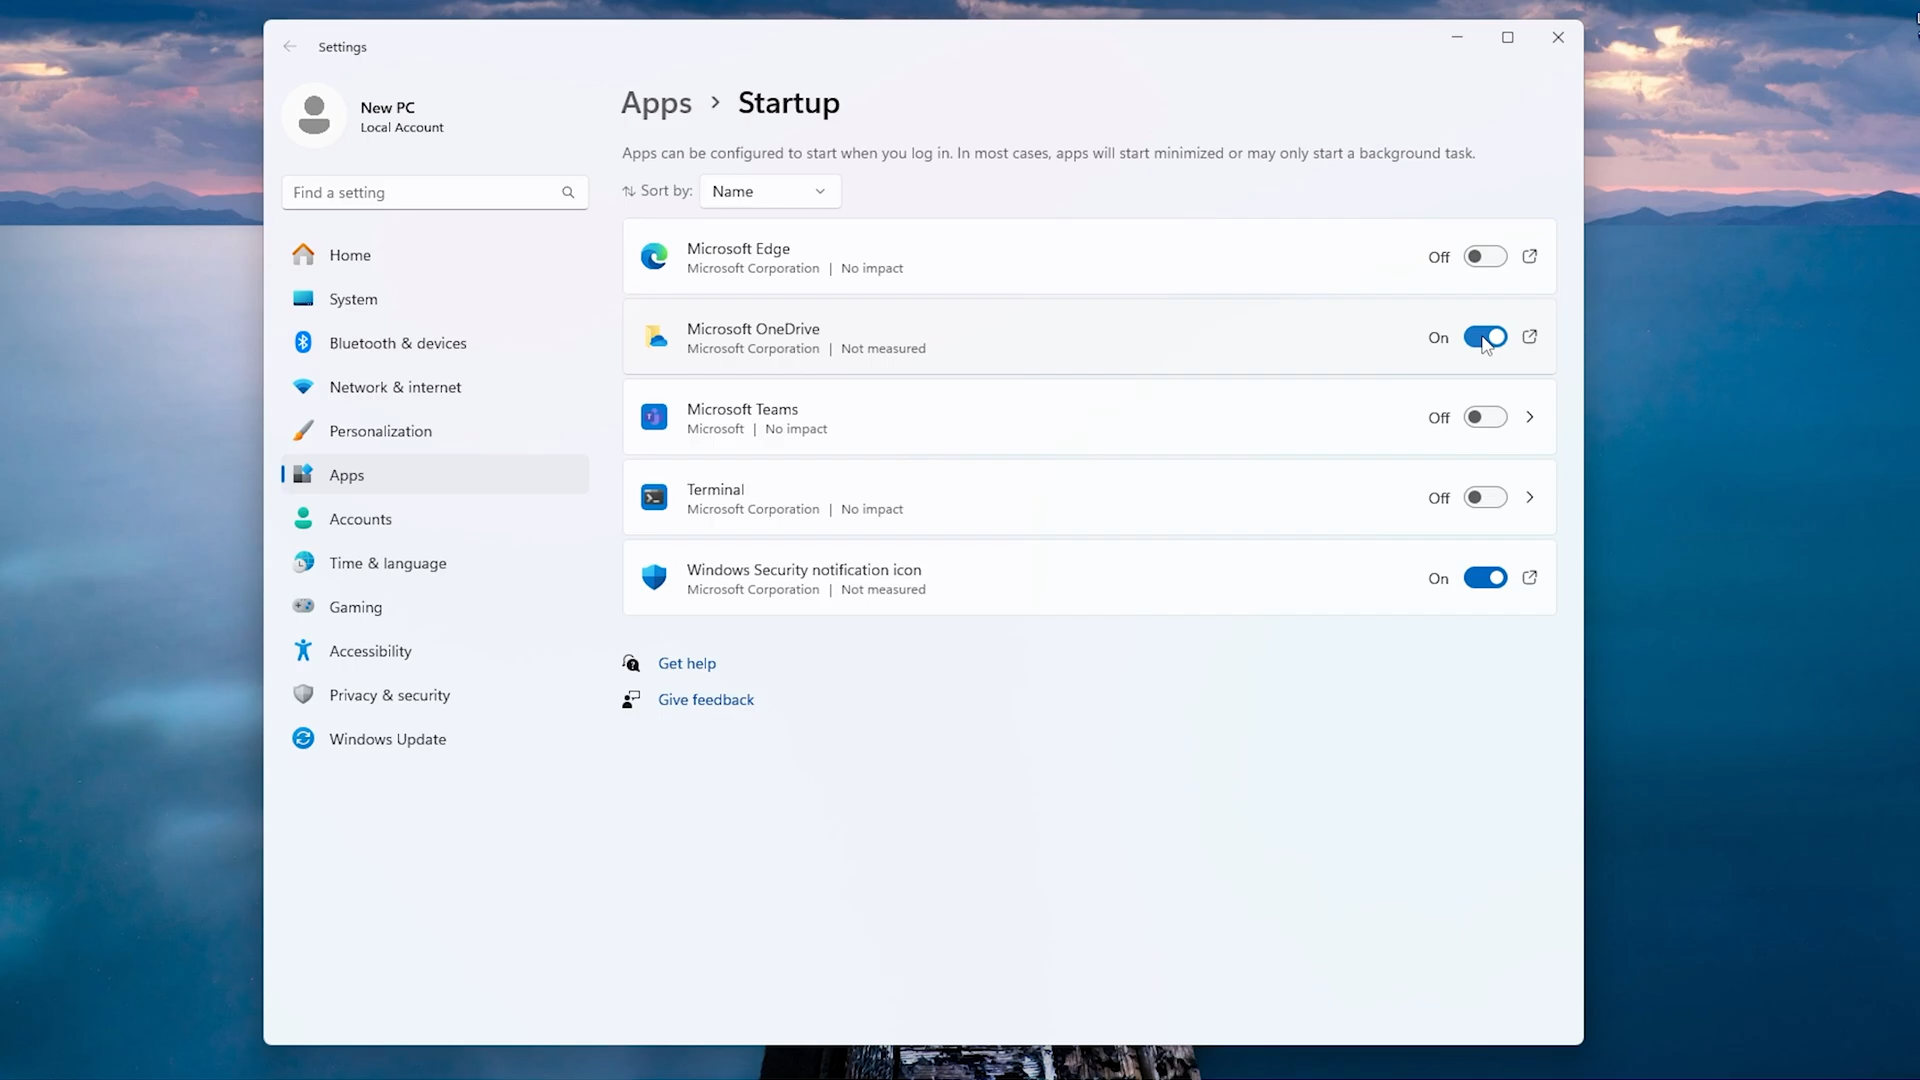 Settings
New PC
Local Account
Find a setting
Home
System
Bluetooth & devices
Network & internet
Personalization
Apps
Accounts
Time & language
Gaming
Accessibility
Privacy & security
Windows Update
Apps > Startup
Apps can be configured to start when you log in. In most cases, apps will start minimized or may only start a background task.
Sort by: Name
Microsoft Edge
Microsoft Corporation | No impact
Off
Microsoft OneDrive
Microsoft Corporation | Not measured
On
Microsoft Teams
Microsoft | No impact
Off
Terminal
Microsoft Corporation | No impact
Off
Windows Security notification icon
Microsoft Corporation | Not measured
On
Get help
Give feedback